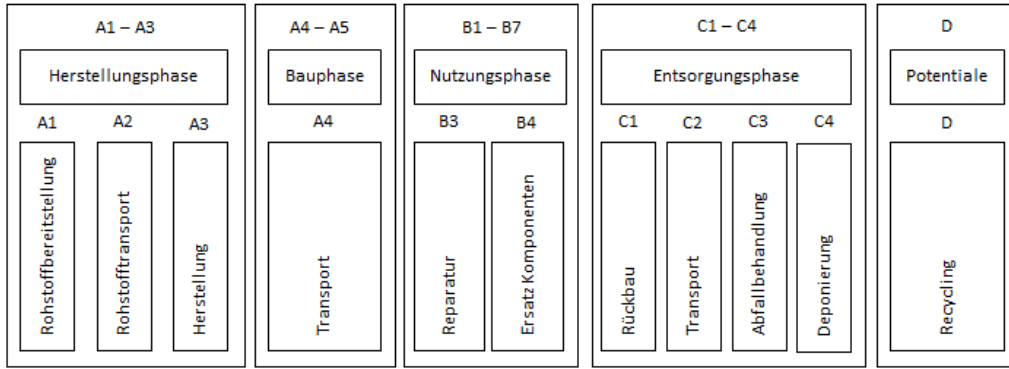 A1 – A3
Herstellungsphase
A1
A2
A3
Rohstoffbereitstellung
Rohstofftransport
Herstellung
A4 – A5
Bauphase
A4
Transport
B1 – B7
Nutzungsphase
B3
B4
Reparatur
Ersatz Komponenten
C1 – C4
Entsorgungsphase
C1
C2
C3
C4
Rückbau
Transport
Abfallbehandlung
Deponierung
D
Potentiale
D
Recycling